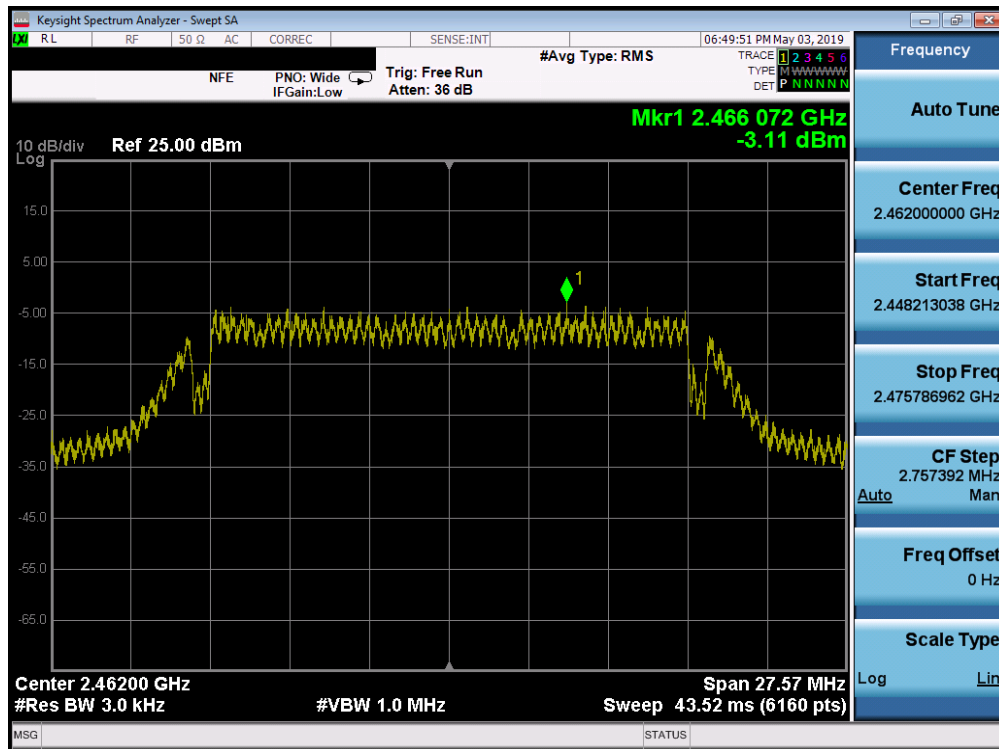 Keysight Spectrum Analyzer - Swept SA
LXI RL RF 50 Ω AC CORREC SENSE:INT 06:49:51 PM May 03, 2019
#Avg Type: RMS TRACE 1 2 3 4 5 6
NFE PNO: Wide Trig: Free Run TYPE M WWWWW
IFGain:Low Atten: 36 dB DET P N N N N N
Mkr1 2.466 072 GHz
-3.11 dBm
10 dB/div Ref 25.00 dBm
Log
15.0
5.00
1
-5.00
-15.0
-25.0
-35.0
-45.0
-55.0
-65.0
Center 2.46200 GHz Span 27.57 MHz
#Res BW 3.0 kHz #VBW 1.0 MHz Sweep 43.52 ms (6160 pts)
MSG STATUS
Frequency
Auto Tune
Center Freq
2.462000000 GHz
Start Freq
2.448213038 GHz
Stop Freq
2.475786962 GHz
CF Step
2.757392 MHz
Auto Man
Freq Offset
0 Hz
Scale Type
Log Lin